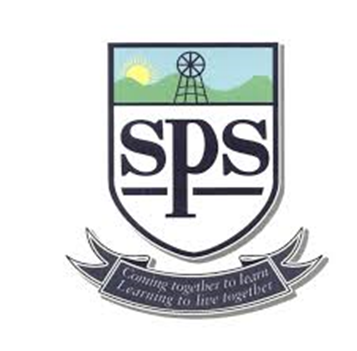 SPS
Coming together to learn
Learning to live together